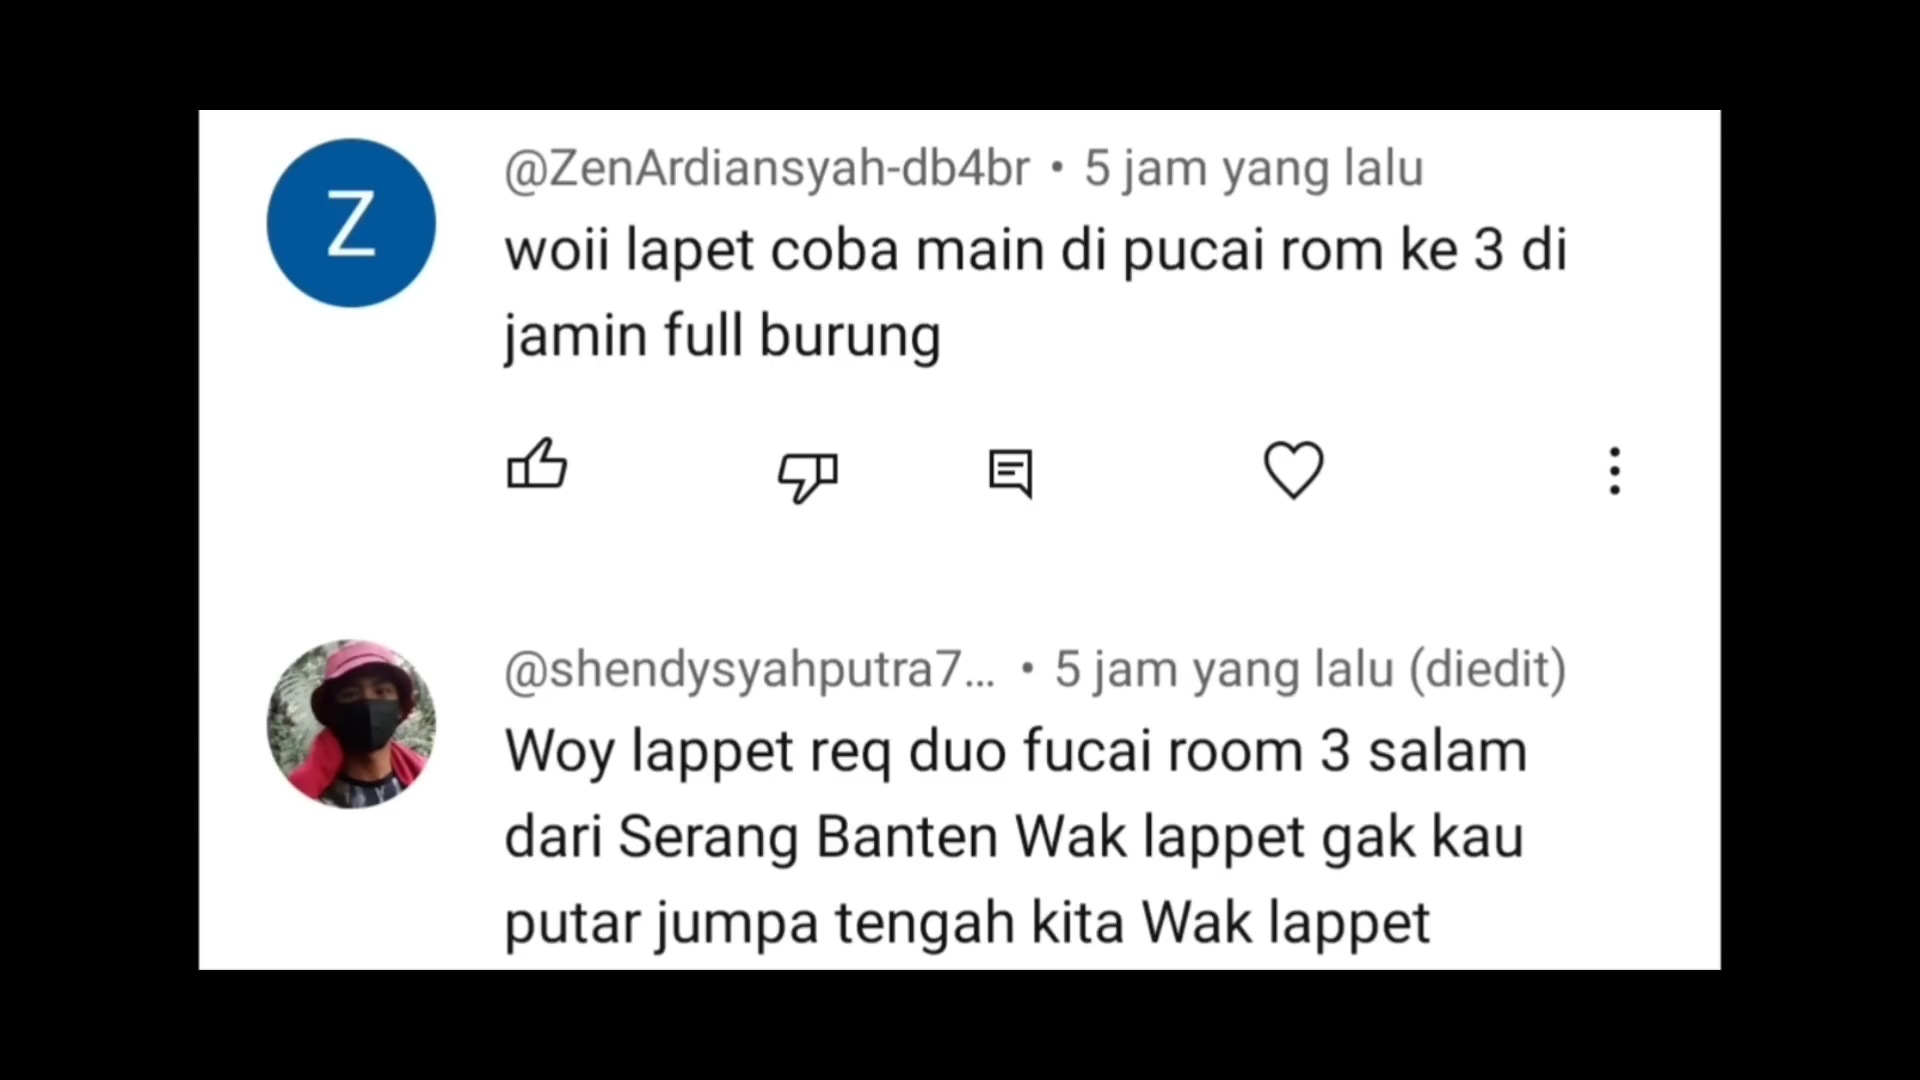 Z
@ZenArdiansyah-db4br • 5 jam yang lalu
woii lapet coba main di pucai rom ke 3 di
jamin full burung
@shendysyahputra7... • 5 jam yang lalu (diedit)
Woy lappet req duo fucai room 3 salam
dari Serang Banten Wak lappet gak kau
putar jumpa tengah kita Wak lappet